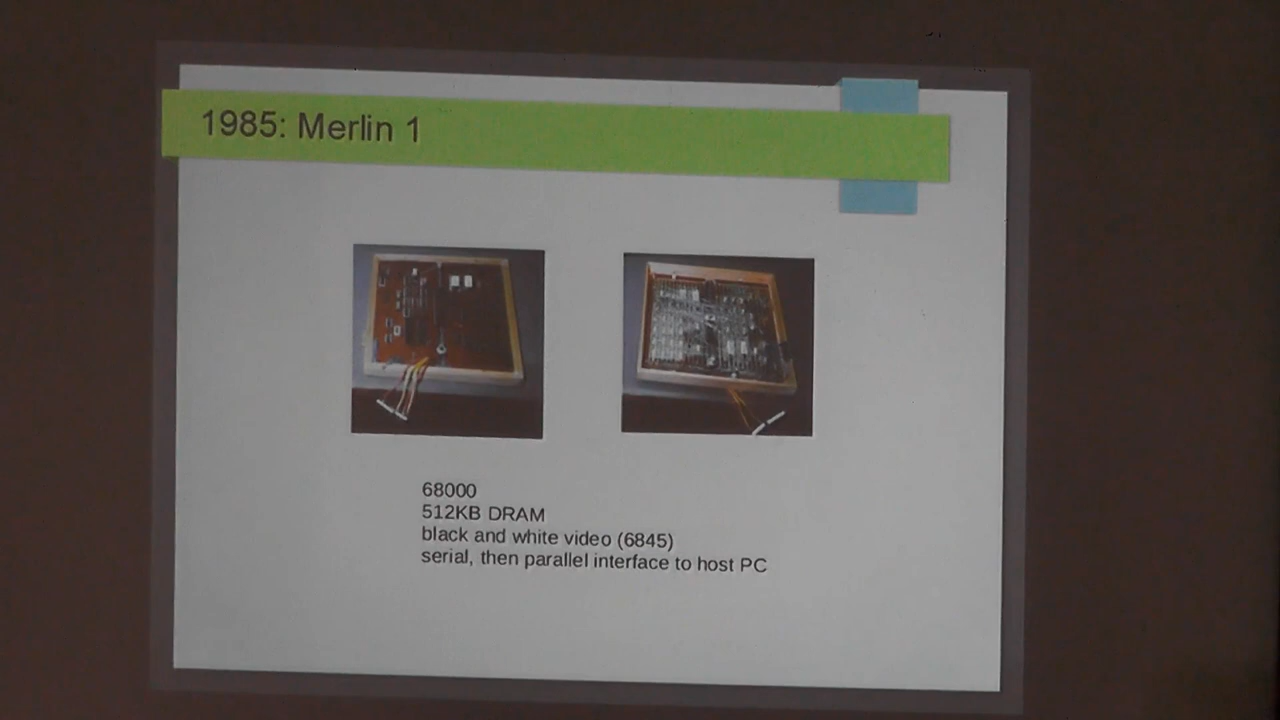 1985: Merlin 1
68000
512KB DRAM
black and white video (6845)
serial, then parallel interface to host PC